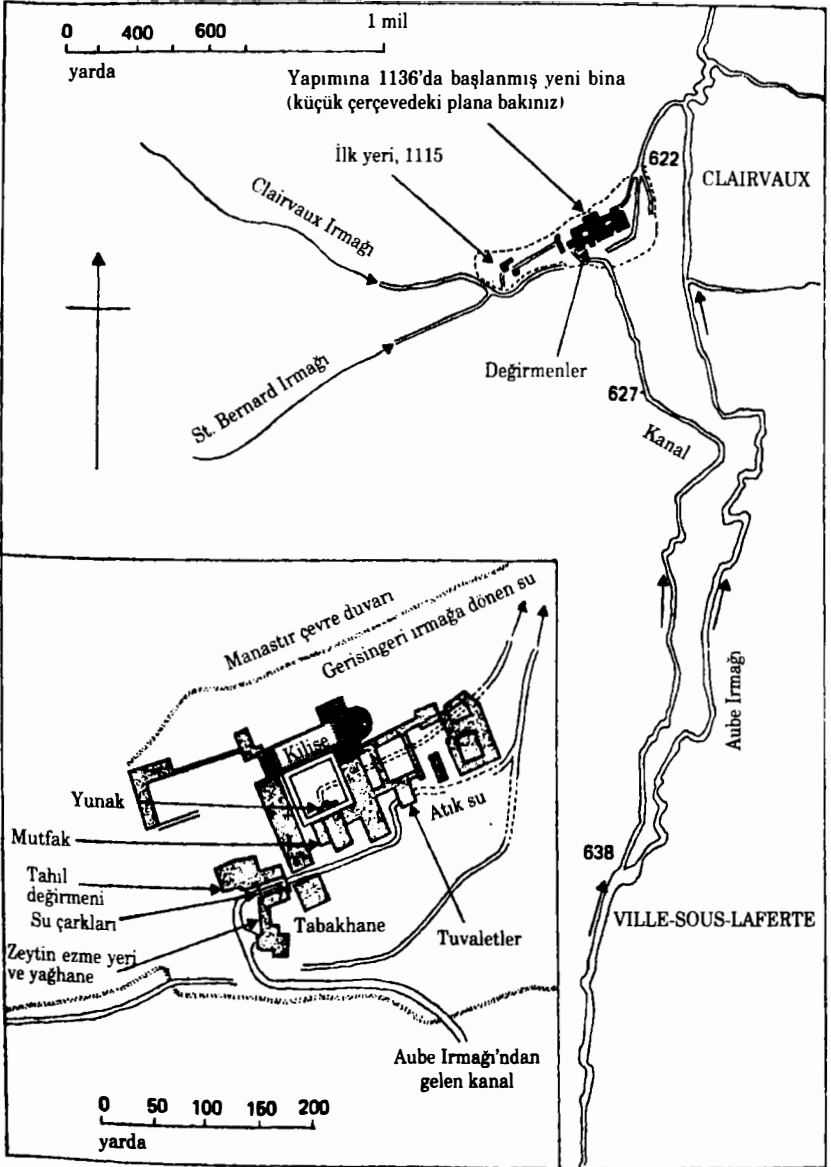 1 mil
0 400 600
yarda
Yapımına 1136'da başlanmış yeni bina
(küçük çerçevedeki plana bakınız)
İlk yeri, 1115
622
CLAIRVAUX
Clairvaux Irmağı
St. Bernard Irmağı
Değirmenler
627
Kanal
Aube Irmağı
638
VILLE-SOUS-LAFERTE
Manastır çevre duvarı
Gerisingeri ırmağa dönen su
Kilise
Yunak
Atık su
Mutfak
Tahıl
değirmeni
Su çarkları
Tabakhane
Tuvaletler
Zeytin ezme yeri
ve yağhane
Aube Irmağı'ndan
gelen kanal
0 50 100 150 200
yarda